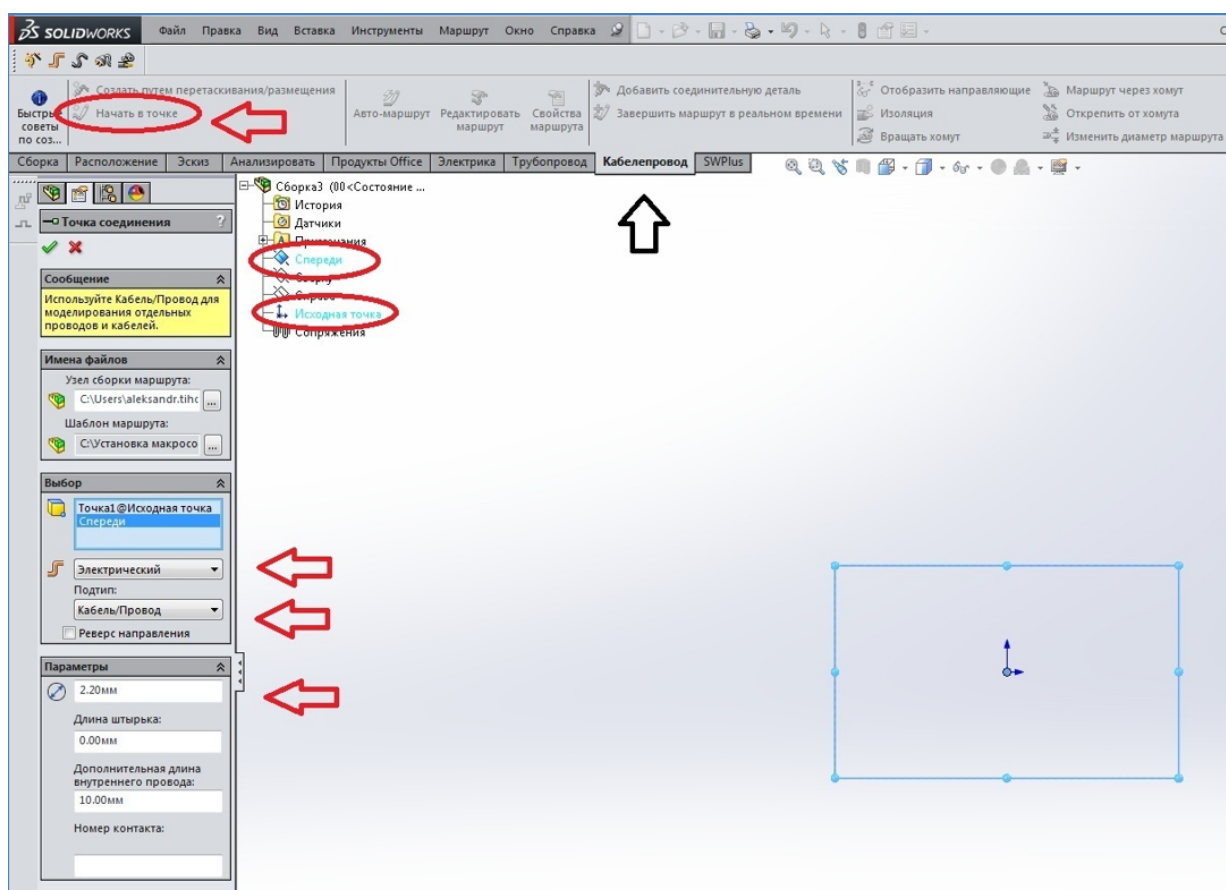 SOLIDWORKS Файл Правка Вид Вставка Инструменты Маршрут Окно Справка
Быстрые советы по соз...
Создать путем перетаскивания/размещения
Начать в точке
Авто-маршрут
Редактировать маршрут
Свойства маршрута
Добавить соединительную деталь
Завершить маршрут в реальном времени
Отобразить направляющие
Изоляция
Вращать хомут
Маршрут через хомут
Открепить от хомута
Изменить диаметр маршрута
Сборка Расположение Эскиз Анализировать Продукты Office Электрика Трубопровод Кабелепровод SWPlus
Точка соединения ?
Сообщение
Используйте Кабель/Провод для
моделирования отдельных
проводов и кабелей.
Имена файлов
Узел сборки маршрута:
C:\Users\aleksandr.tihc ...
Шаблон маршрута:
C:\Установка макросо ...
Выбор
Точка1@Исходная точка
Спереди
Электрический
Подтип:
Кабель/Провод
Реверс направления
Параметры
2.20мм
Длина штырька:
0.00мм
Дополнительная длина
внутреннего провода:
10.00мм
Номер контакта:
Сборка3 (00<Состояние ...
История
Датчики
Примечания
Спереди
Сверху
Справа
Исходная точка
Сопряжения